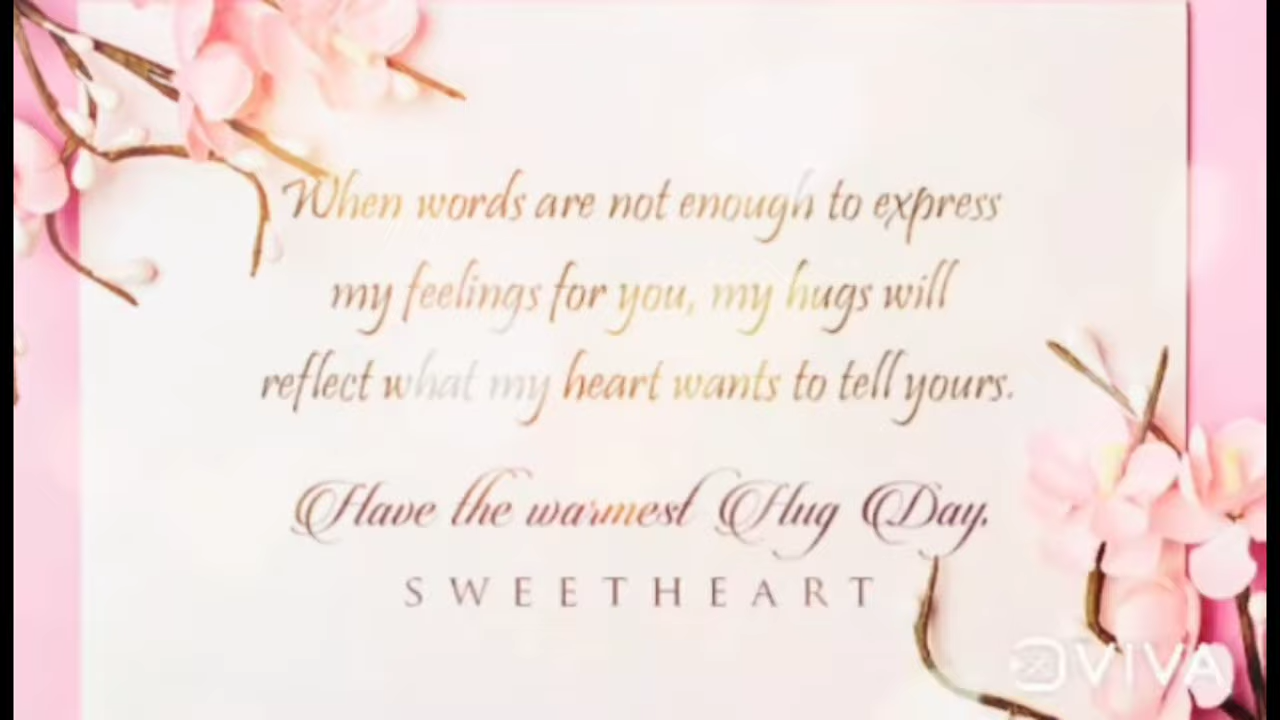 When words are not enough to express
my feelings for you, my hugs will
reflect what my heart wants to tell yours.
Have the warmest Hug Day.
SWEETHEART
VIVA